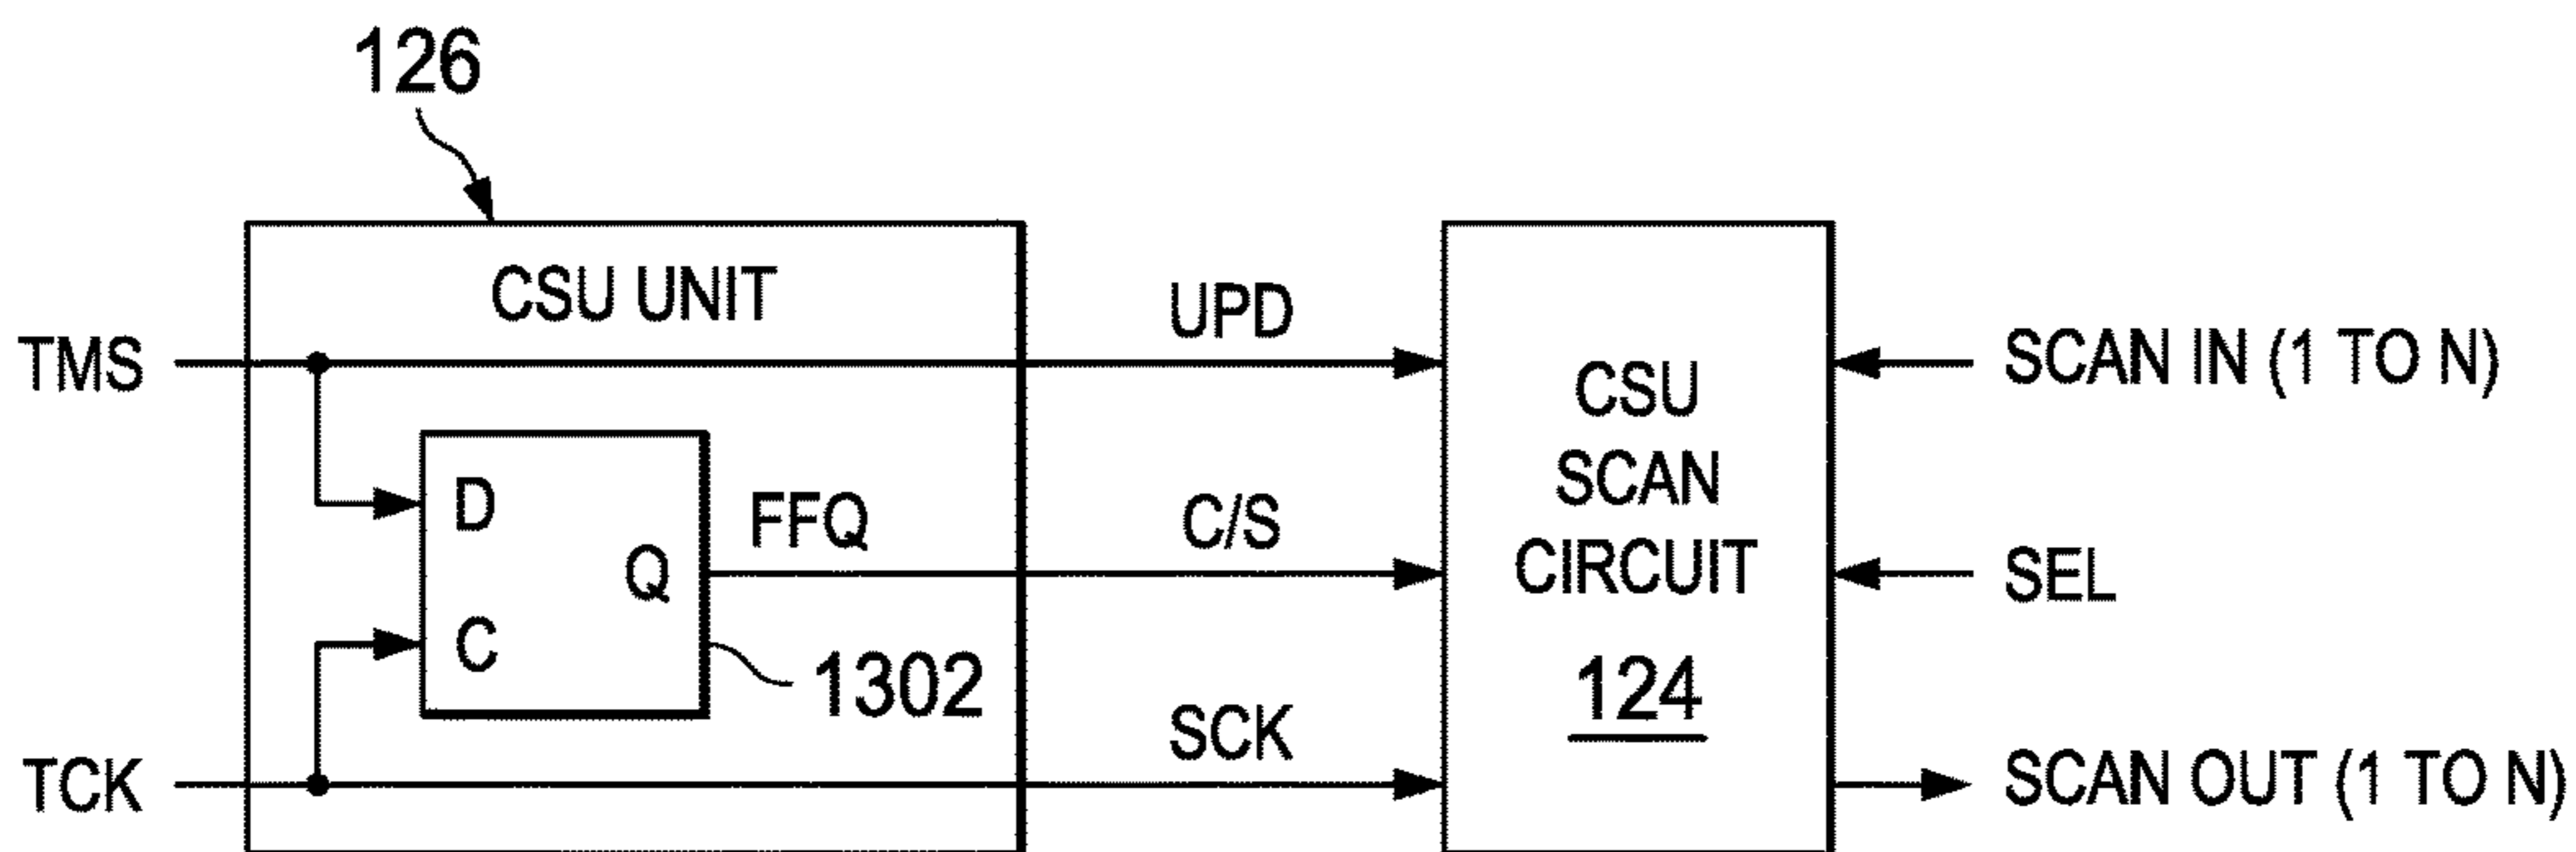 126
CSU UNIT
UPD
TMS
SCAN IN (1 TO N)
CSU
SCAN
CIRCUIT
124
D
Q
C
FFQ
C/S
SEL
1302
SCK
TCK
SCAN OUT (1 TO N)